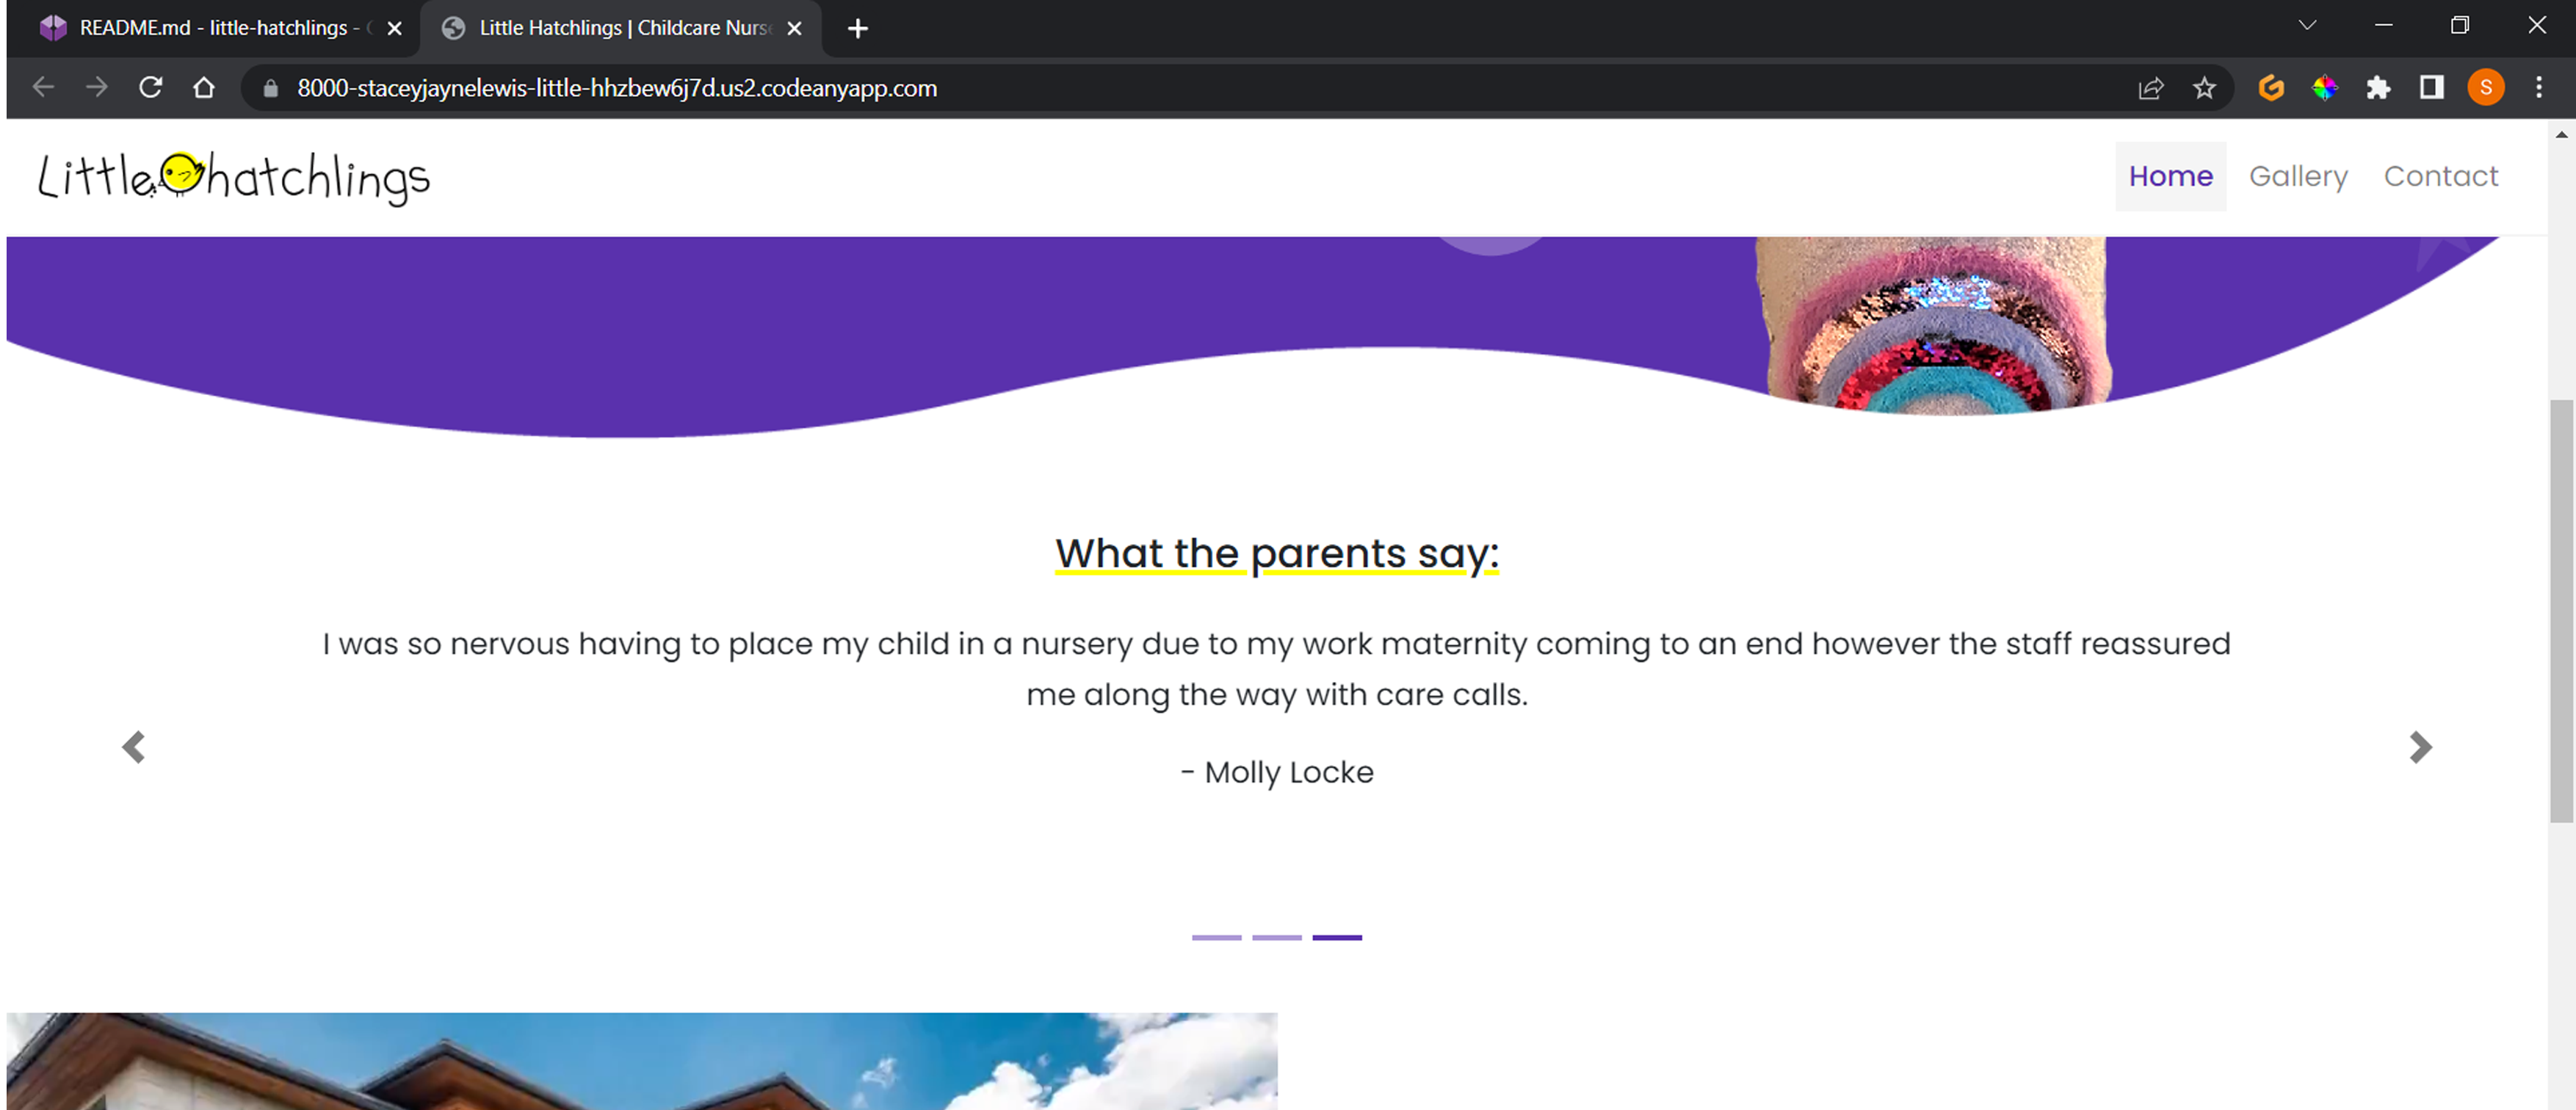 README.md - little-hatchlings -
Little Hatchlings | Childcare Nurs
8000-staceyjaynelewis-little-hhzbew6j7d.us2.codeanyapp.com
S
Little hatchlings
Home
Gallery
Contact
What the parents say:
I was so nervous having to place my child in a nursery due to my work maternity coming to an end however the staff reassured
me along the way with care calls.
- Molly Locke